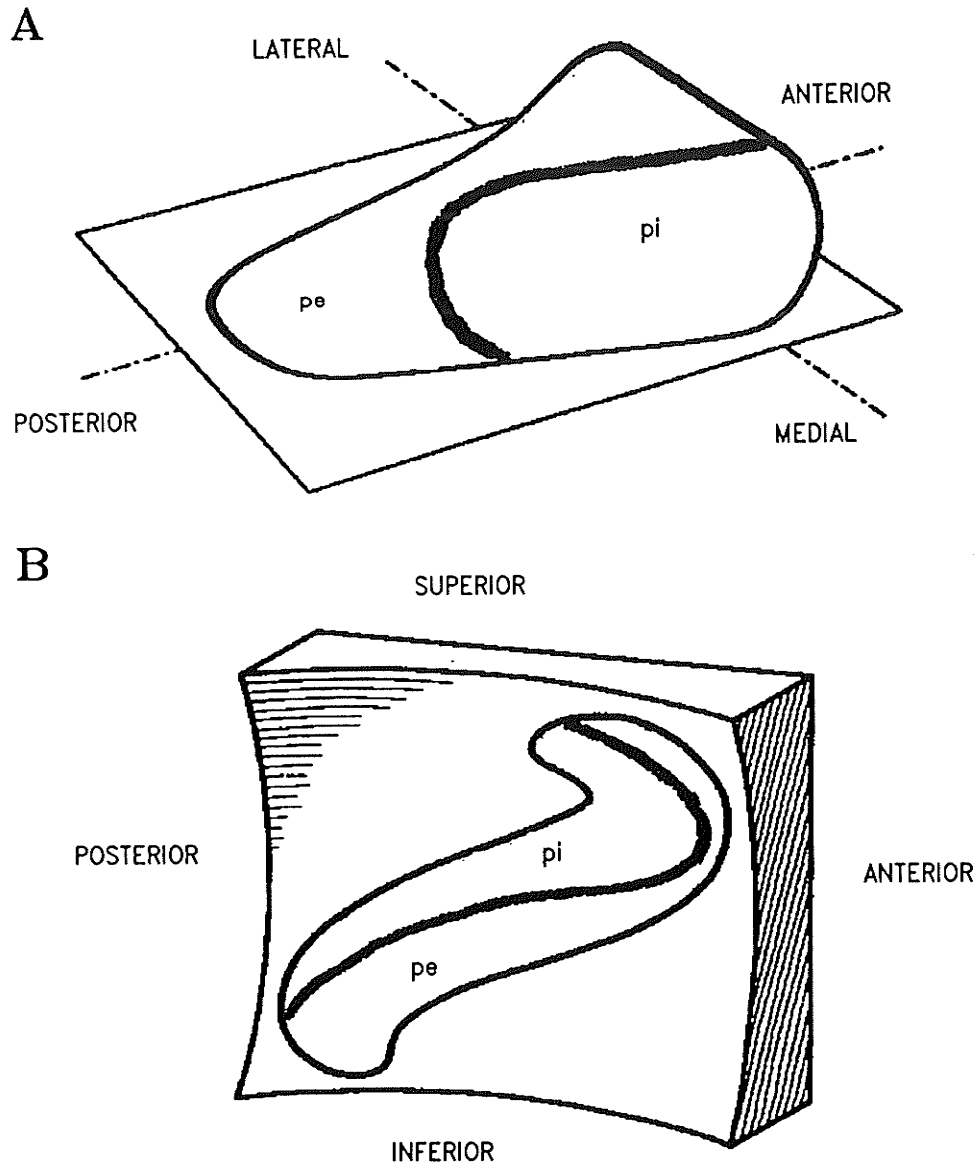 A
LATERAL
ANTERIOR
pi
pe
POSTERIOR
MEDIAL
B
SUPERIOR
pi
POSTERIOR
ANTERIOR
pe
INFERIOR